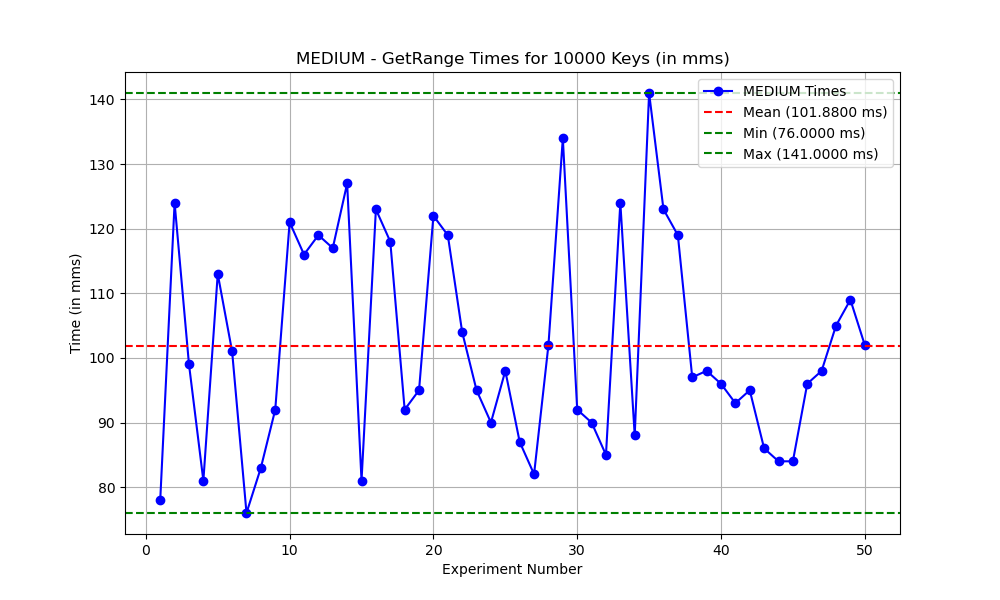 MEDIUM - GetRange Times for 10000 Keys (in mms)
MEDIUM Times
Mean (101.8800 ms)
Min (76.0000 ms)
Max (141.0000 ms)
Time (in mms)
140
130
120
110
100
90
80
0 10 20 30 40 50
Experiment Number